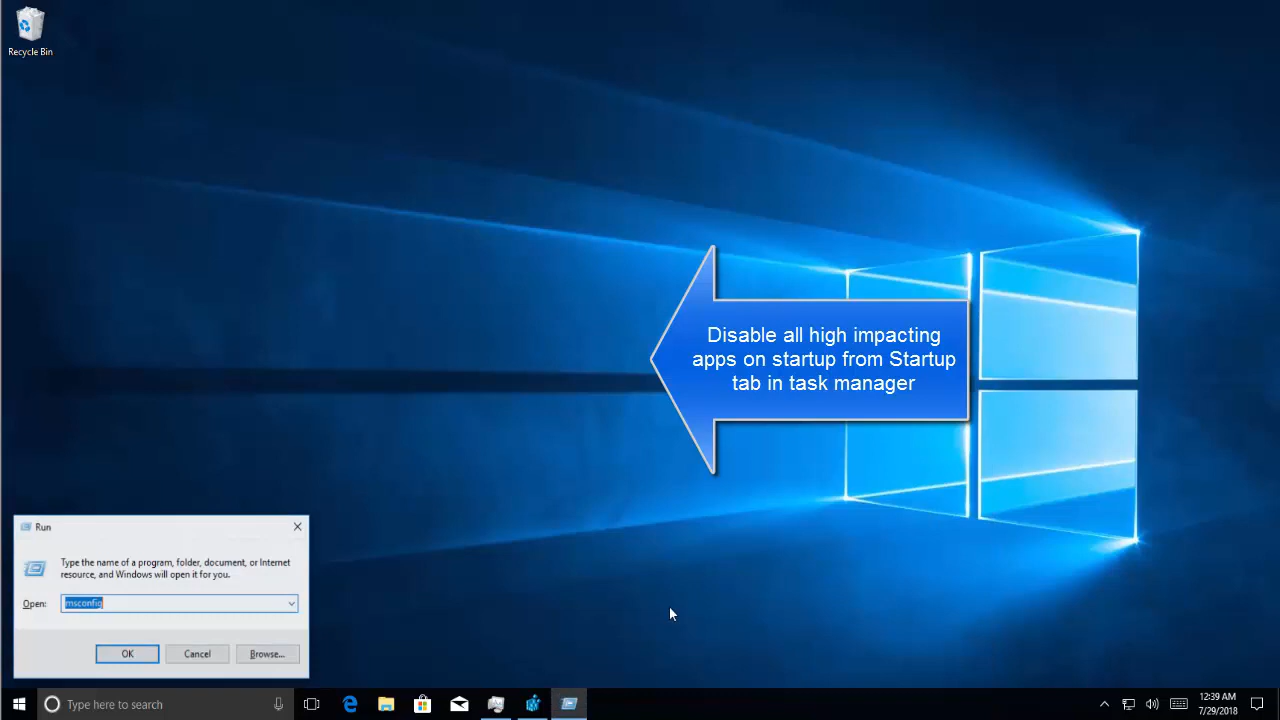 Recycle Bin
Disable all high impacting
apps on startup from Startup
tab in task manager
Run
Type the name of a program, folder, document, or Internet
resource, and Windows will open it for you.
Open:
msconfig
OK
Cancel
Browse...
Type here to search
12:39 AM
7/29/2018